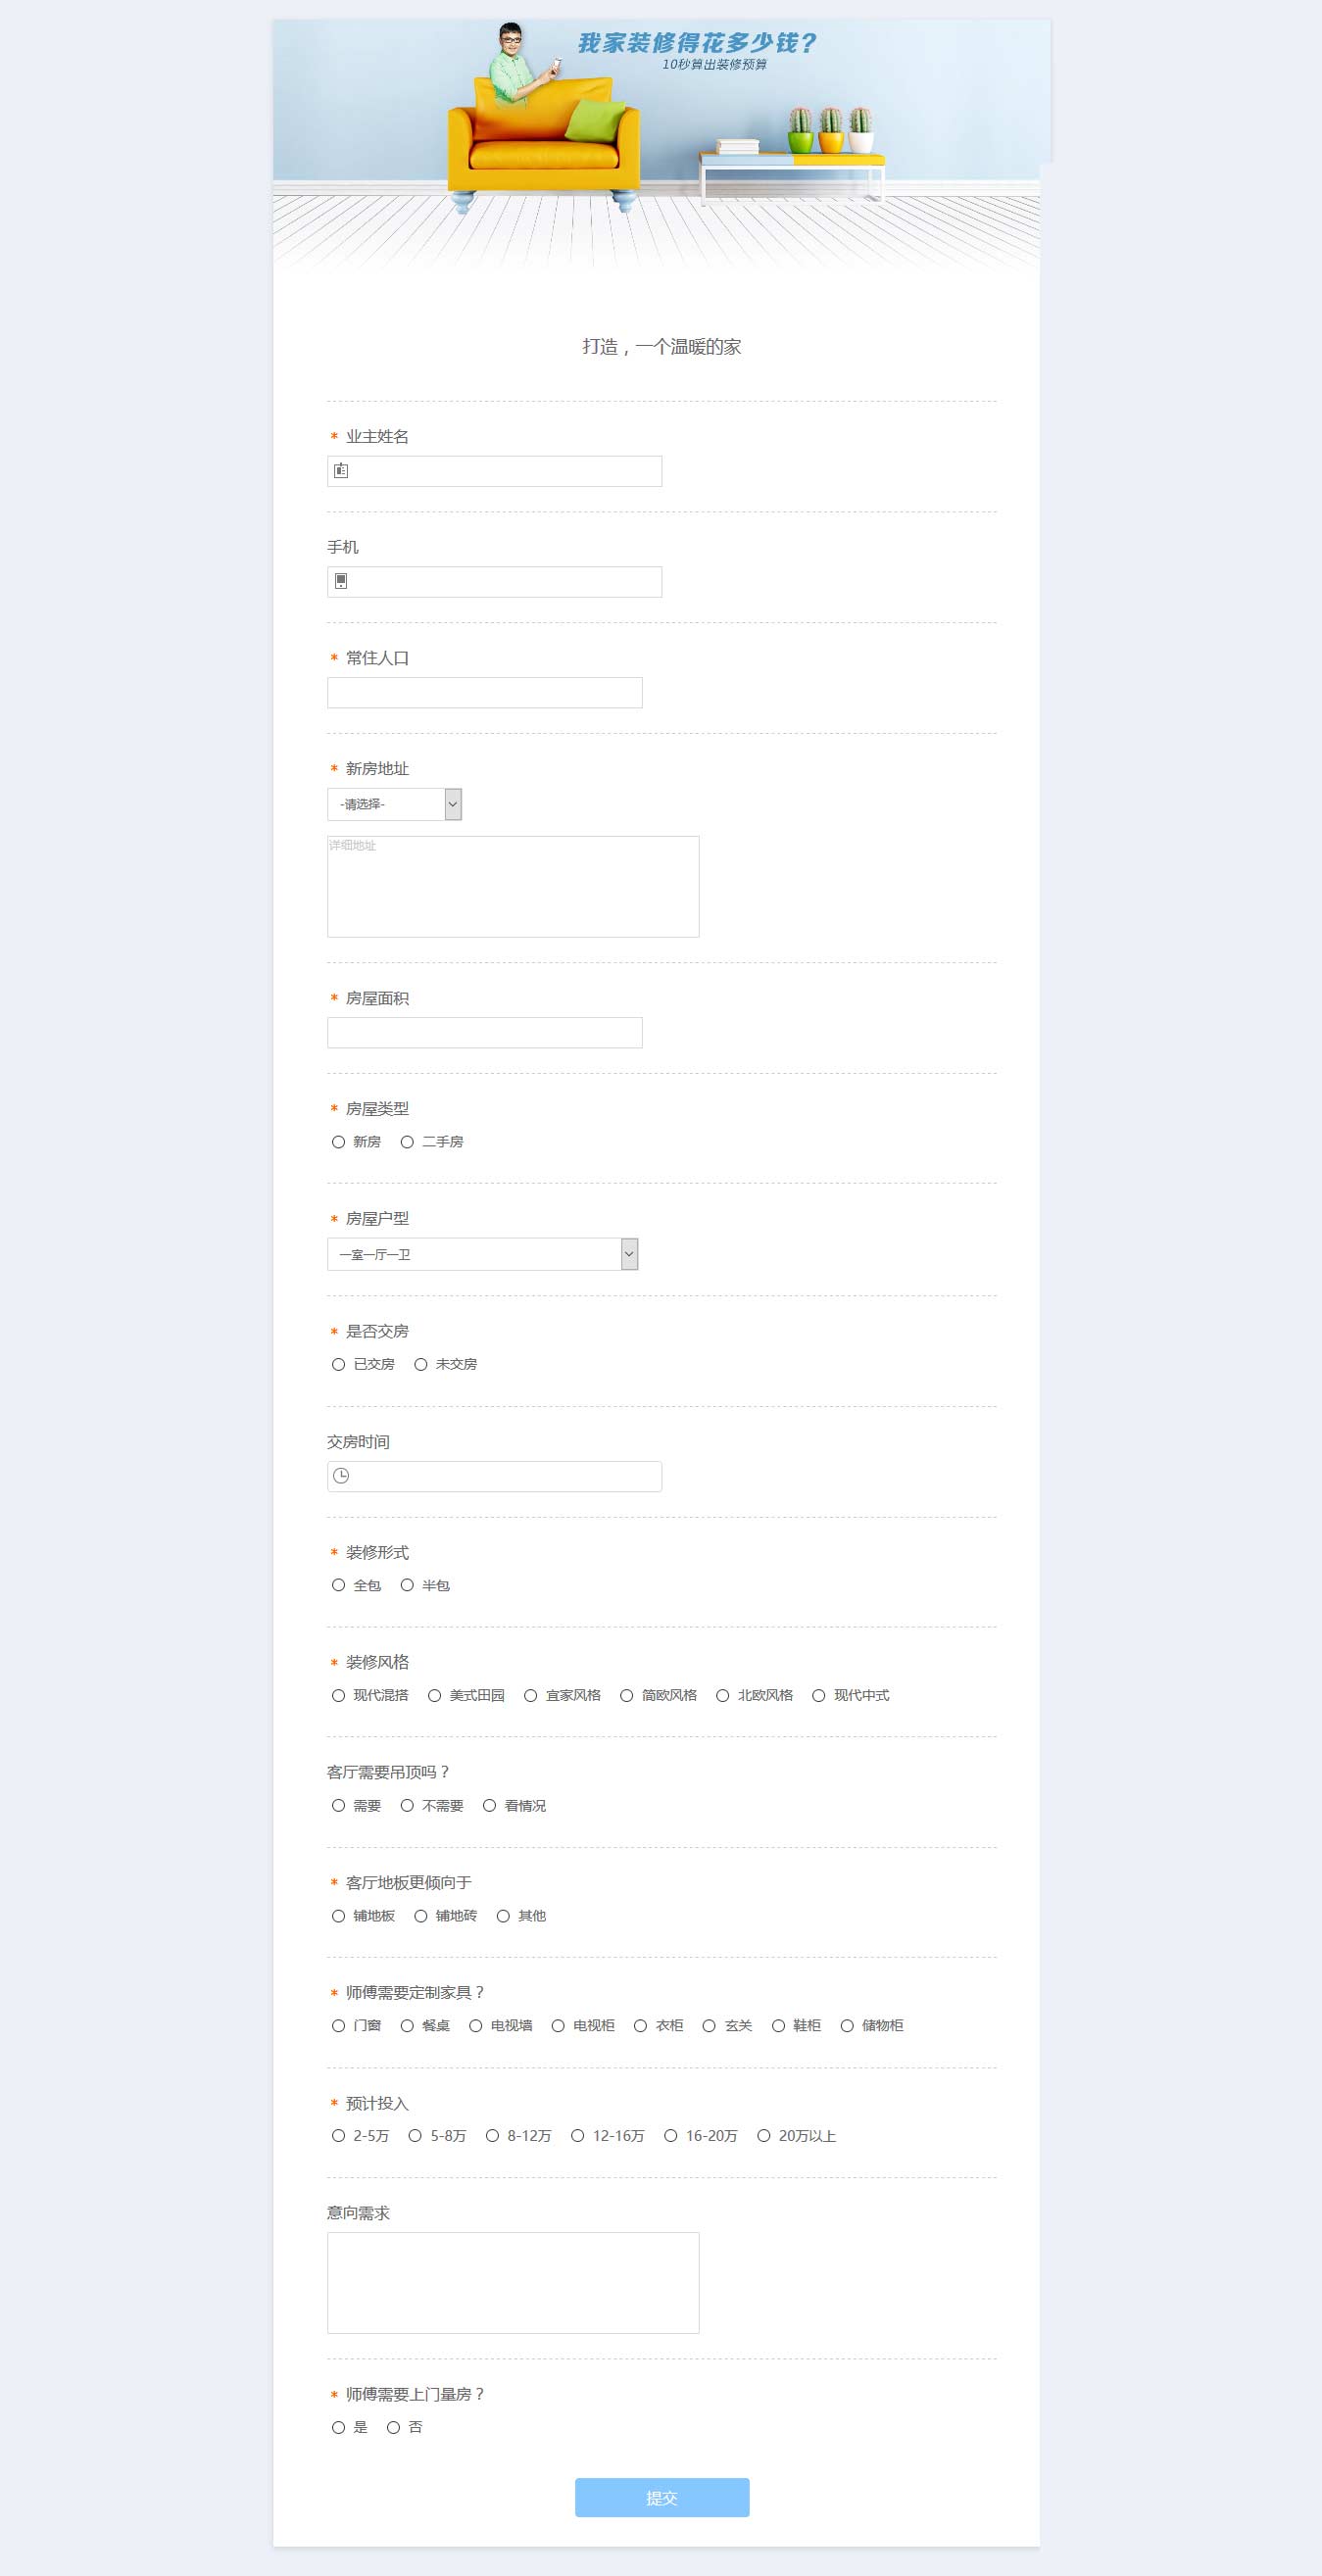 我家装修得花多少钱?
10秒算出装修预算
打造，一个温暖的家
* 业主姓名
手机
* 常住人口
* 新房地址
-请选择-
详细地址
* 房屋面积
* 房屋类型
新房 二手房
* 房屋户型
一室一厅一卫
* 是否交房
已交房 未交房
交房时间
* 装修形式
全包 半包
* 装修风格
现代混搭 美式田园 宜家风格 简欧风格 北欧风格 现代中式
客厅需要吊顶吗？
需要 不需要 看情况
* 客厅地板更倾向于
铺地板 铺地砖 其他
* 师傅需要定制家具？
门窗 餐桌 电视墙 电视柜 衣柜 玄关 鞋柜 储物柜
* 预计投入
2-5万 5-8万 8-12万 12-16万 16-20万 20万以上
意向需求
* 师傅需要上门量房？
是 否
提交